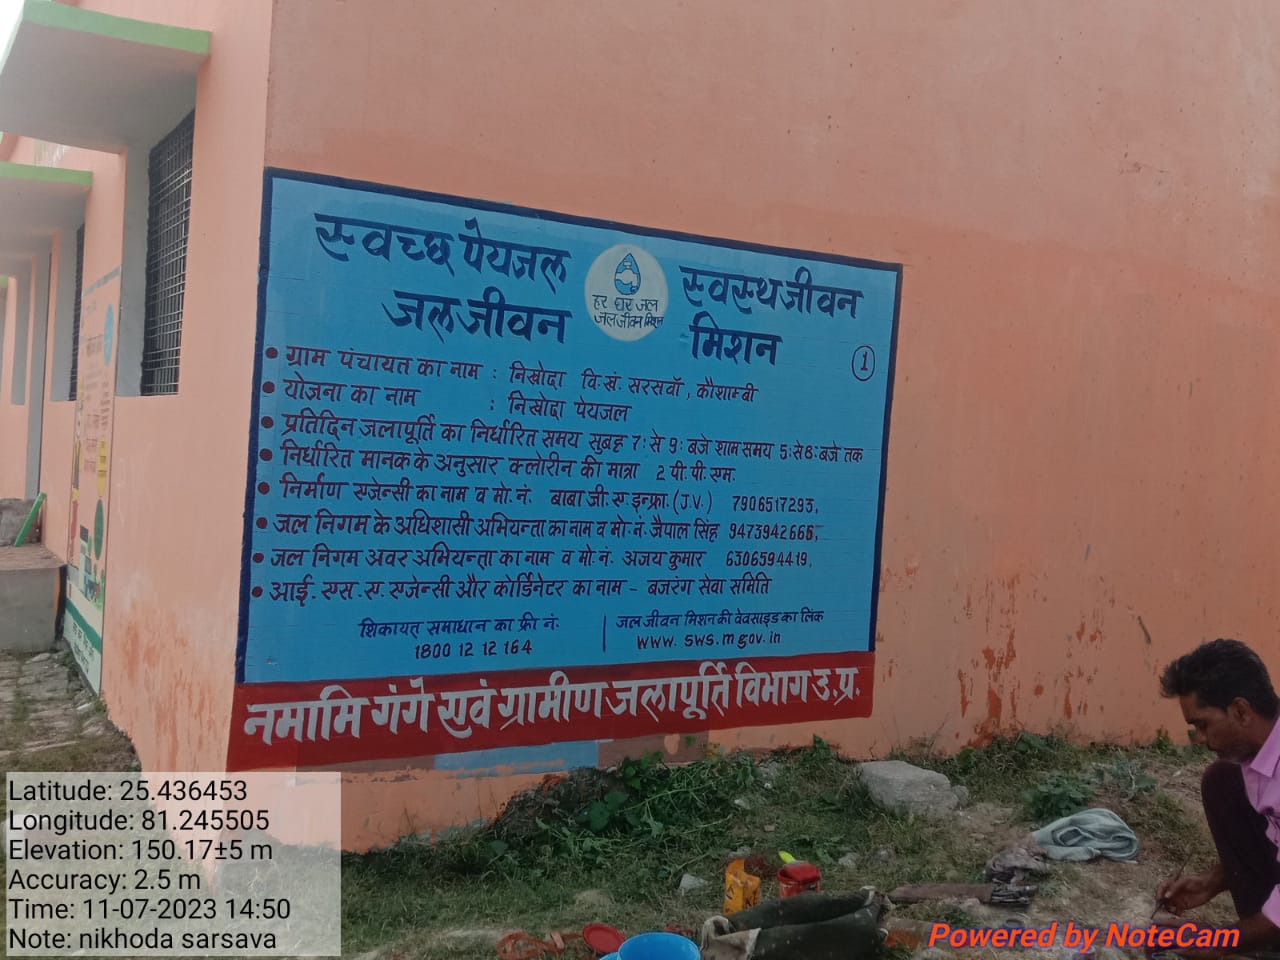 स्वच्छ पेयजल स्वस्थ जीवन
जल जीवन मिशन
हर घर जल
जल जीवन मिशन
1
• ग्राम पंचायत का नाम : निखोदा वि.खं. सरसवॉ, कौशाम्बी
• योजना का नाम : निखोदा पेयजल
• प्रतिदिन जलापूर्ति का निर्धारित समय सुबह 7: से 9: बजे शाम समय 5: से 8: बजे तक
• निर्धारित मानक के अनुसार क्लोरीन की मात्रा 2 पी.पी.एम.
• निर्माण एजेन्सी का नाम व मो.नं. बाबा जी.ए.इन्फ्रा.(J.V.) 7906517293,
• जल निगम के अधिशासी अभियन्ता का नाम व मो.नं. जैपाल सिंह 9473942666,
• जल निगम अवर अभियन्ता का नाम व मो.नं. अजय कुमार 6306594419,
• आई.एस.ए. एजेन्सी और कोर्डिनेटर का नाम – बजरंग सेवा समिति
शिकायत समाधान का फ्री नं.
1800 12 12 164
जल जीवन मिशन की वेवसाइड का लिंक
www.sws.m gov.in
नमामि गंगे एवं ग्रामीण जलापूर्ति विभाग उ.प्र.
Latitude: 25.436453
Longitude: 81.245505
Elevation: 150.17±5 m
Accuracy: 2.5 m
Time: 11-07-2023 14:50
Note: nikhoda sarsava
Powered by NoteCam